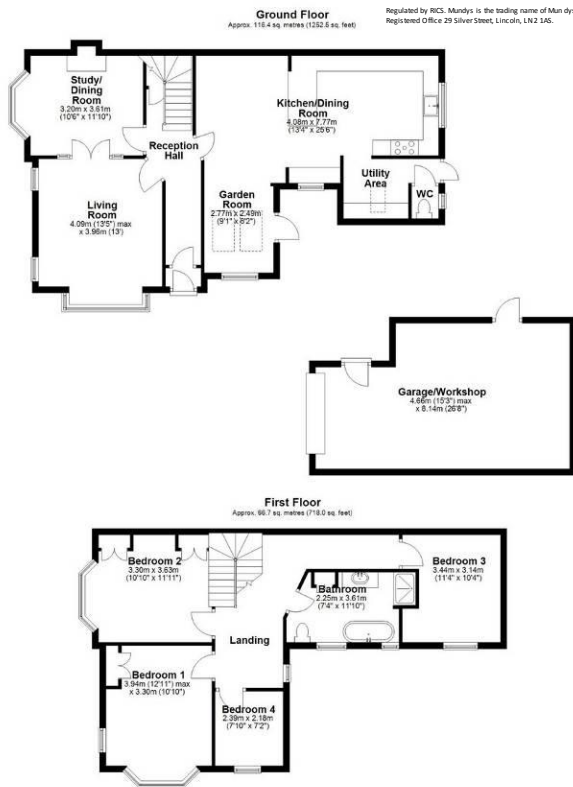 Regulated by RICS. Mundys is the trading name of Mundys
Registered Office 29 Silver Street, Lincoln, LN2 1AS.
Ground Floor
Approx. 116.4 sq. metres (1252.5 sq. feet)
Study/
Dining
Room
3.20m x 3.61m
(10'6" x 11'10")
Kitchen/Dining
Room
4.08m x 7.77m
(13'4" x 25'6")
Reception
Hall
Utility
Area
WC
Living
Room
4.09m (13'5") max
x 3.96m (13')
Garden
Room
2.77m x 2.49m
(9'1" x 8'2")
Garage/Workshop
4.66m (15'3") max
x 8.14m (26'8")
First Floor
Approx. 66.7 sq. metres (718.0 sq. feet)
Bedroom 2
3.30m x 3.63m
(10'10" x 11'11")
Bedroom 3
3.44m x 3.14m
(11'4" x 10'4")
Bathroom
2.25m x 3.61m
(7'4" x 11'10")
Landing
Bedroom 1
3.94m (12'11") max
x 3.30m (10'10")
Bedroom 4
2.39m x 2.18m
(7'10" x 7'2")